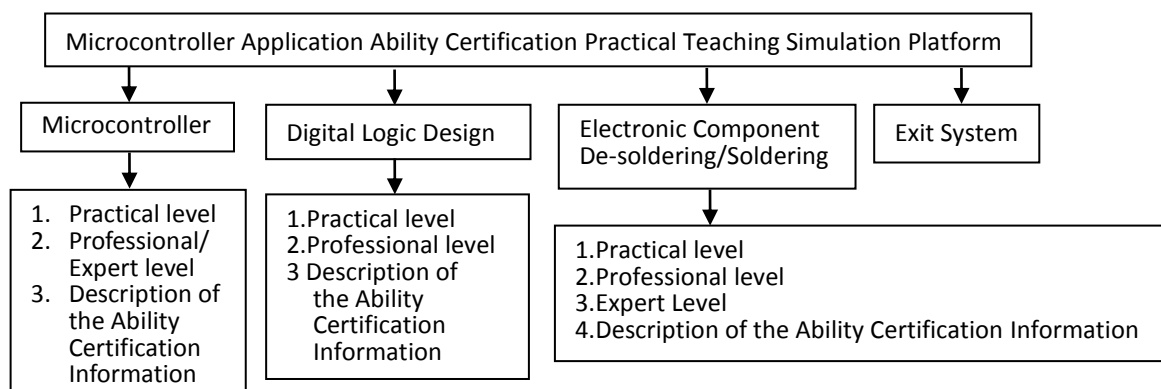 Microcontroller Application Ability Certification Practical Teaching Simulation Platform
Microcontroller
Digital Logic Design
Electronic Component
De-soldering/Soldering
Exit System
1. Practical level
2. Professional/
Expert level
3. Description of
the Ability
Certification
Information
1.Practical level
2.Professional level
3 Description of
the Ability
Certification
Information
1.Practical level
2.Professional level
3.Expert Level
4.Description of the Ability Certification Information